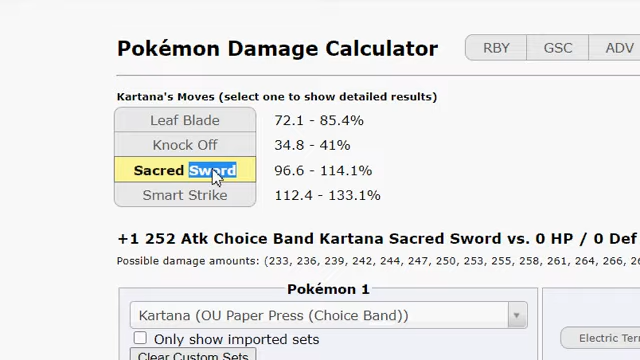 Pokémon Damage Calculator
RBY GSC ADV
Kartana's Moves (select one to show detailed results)
Leaf Blade 72.1 - 85.4%
Knock Off 34.8 - 41%
Sacred Sword 96.6 - 114.1%
Smart Strike 112.4 - 133.1%
+1 252 Atk Choice Band Kartana Sacred Sword vs. 0 HP / 0 Def
Possible damage amounts: (233, 236, 239, 242, 244, 247, 250, 253, 255, 258, 261, 264, 266, 26
Pokémon 1
Kartana (OU Paper Press (Choice Band))
Only show imported sets
Electric Terr
Clear Custom Sets